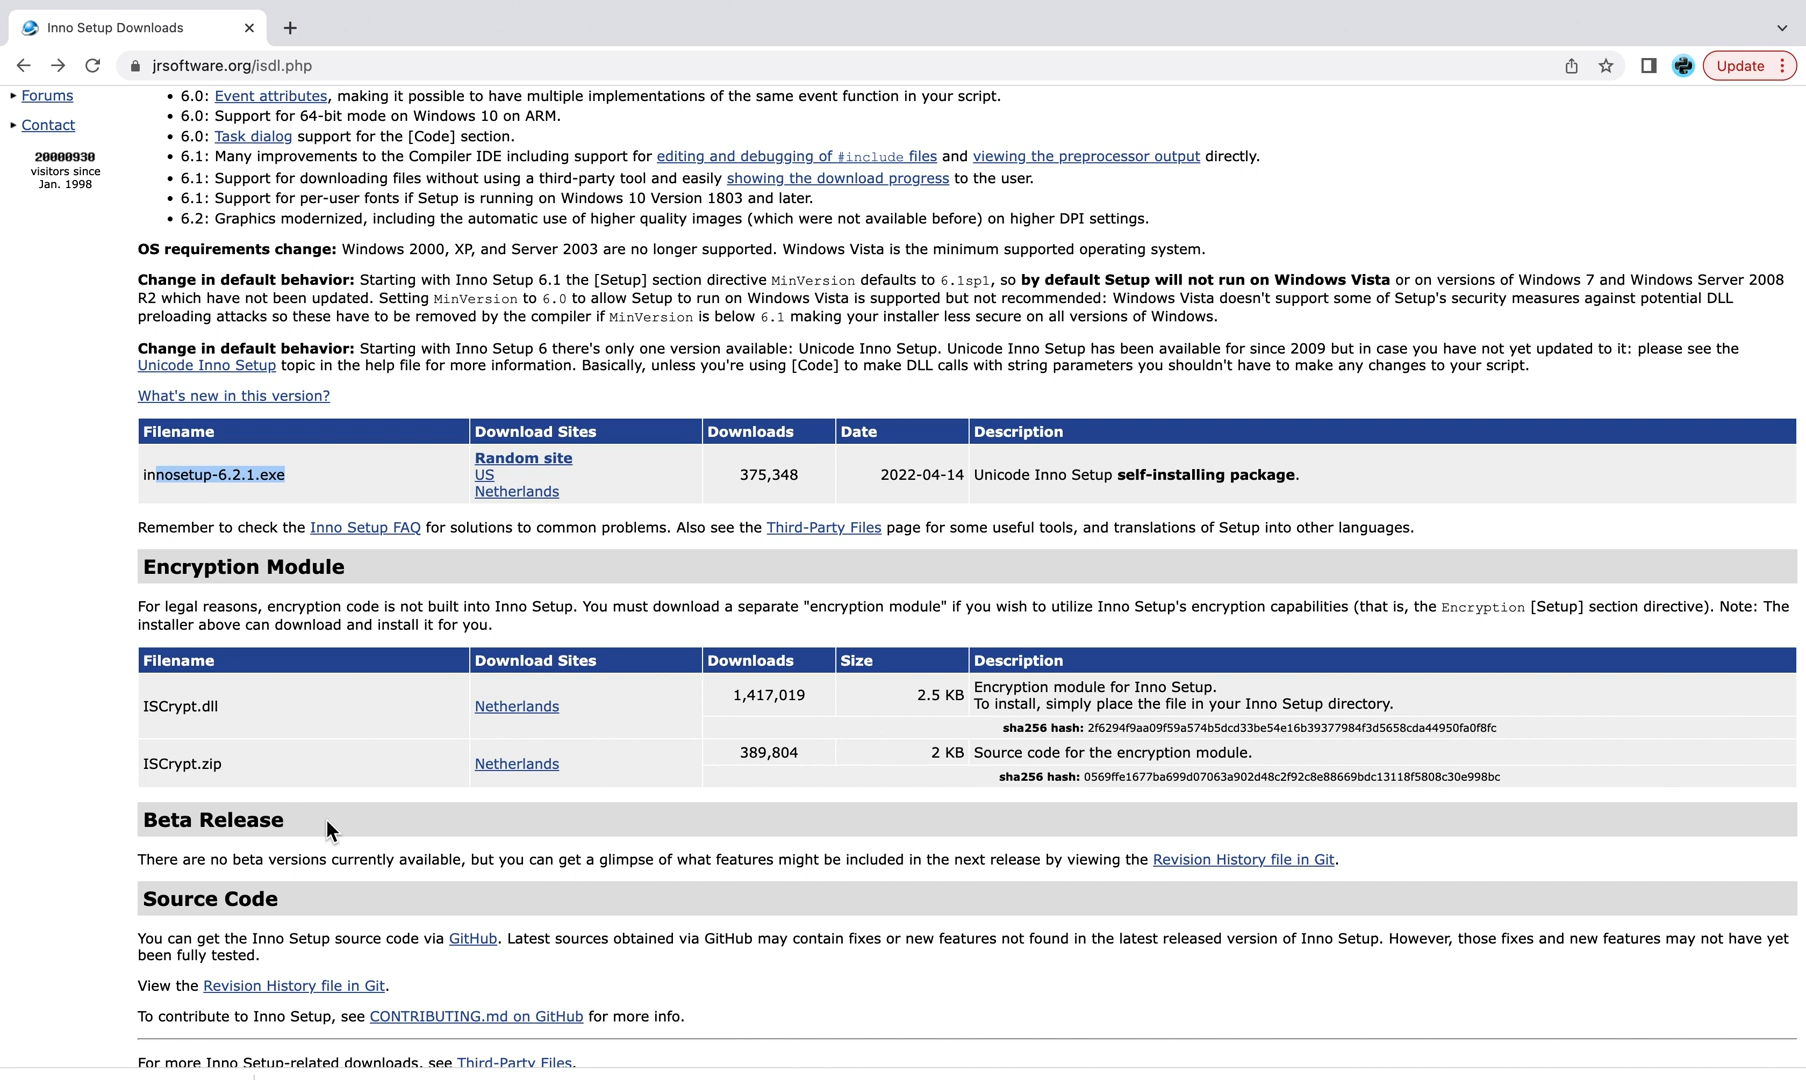 Inno Setup Downloads
jrsoftware.org/isdl.php
Update
Forums
Contact
20000930
visitors since
Jan. 1998
• 6.0: Event attributes, making it possible to have multiple implementations of the same event function in your script.
• 6.0: Support for 64-bit mode on Windows 10 on ARM.
• 6.0: Task dialog support for the [Code] section.
• 6.1: Many improvements to the Compiler IDE including support for editing and debugging of #include files and viewing the preprocessor output directly.
• 6.1: Support for downloading files without using a third-party tool and easily showing the download progress to the user.
• 6.1: Support for per-user fonts if Setup is running on Windows 10 Version 1803 and later.
• 6.2: Graphics modernized, including the automatic use of higher quality images (which were not available before) on higher DPI settings.
OS requirements change: Windows 2000, XP, and Server 2003 are no longer supported. Windows Vista is the minimum supported operating system.
Change in default behavior: Starting with Inno Setup 6.1 the [Setup] section directive MinVersion defaults to 6.1sp1, so by default Setup will not run on Windows Vista or on versions of Windows 7 and Windows Server 2008
R2 which have not been updated. Setting MinVersion to 6.0 to allow Setup to run on Windows Vista is supported but not recommended: Windows Vista doesn't support some of Setup's security measures against potential DLL
preloading attacks so these have to be removed by the compiler if MinVersion is below 6.1 making your installer less secure on all versions of Windows.
Change in default behavior: Starting with Inno Setup 6 there's only one version available: Unicode Inno Setup. Unicode Inno Setup has been available for since 2009 but in case you have not yet updated to it: please see the
Unicode Inno Setup topic in the help file for more information. Basically, unless you're using [Code] to make DLL calls with string parameters you shouldn't have to make any changes to your script.
What's new in this version?
Filename Download Sites Downloads Date Description
innosetup-6.2.1.exe
Random site
US
Netherlands
375,348 2022-04-14 Unicode Inno Setup self-installing package.
Remember to check the Inno Setup FAQ for solutions to common problems. Also see the Third-Party Files page for some useful tools, and translations of Setup into other languages.
Encryption Module
For legal reasons, encryption code is not built into Inno Setup. You must download a separate "encryption module" if you wish to utilize Inno Setup's encryption capabilities (that is, the Encryption [Setup] section directive). Note: The
installer above can download and install it for you.
Filename Download Sites Downloads Size Description
ISCrypt.dll Netherlands 1,417,019 2.5 KB Encryption module for Inno Setup.
To install, simply place the file in your Inno Setup directory.
sha256 hash: 2f6294f9aa09f59a574b5dcd33be54e16b39377984f3d5658cda44950fa0f8fc
ISCrypt.zip Netherlands 389,804 2 KB Source code for the encryption module.
sha256 hash: 0569ffe1677ba699d07063a902d48c2f92c8e88669bdc13118f5808c30e998bc
Beta Release
There are no beta versions currently available, but you can get a glimpse of what features might be included in the next release by viewing the Revision History file in Git.
Source Code
You can get the Inno Setup source code via GitHub. Latest sources obtained via GitHub may contain fixes or new features not found in the latest released version of Inno Setup. However, those fixes and new features may not have yet
been fully tested.
View the Revision History file in Git.
To contribute to Inno Setup, see CONTRIBUTING.md on GitHub for more info.
For more Inno Setup-related downloads, see Third-Party Files.